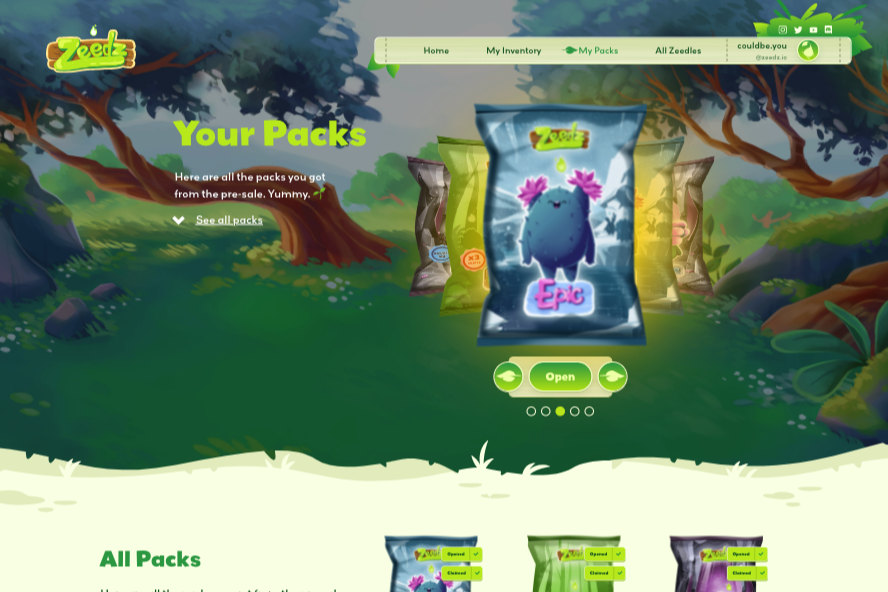 Zeedz
Home
My Inventory
My Packs
All Zeedles
couldbe.you
@zeedz.io
Your Packs
Here are all the packs you got
from the pre-sale. Yummy.
See all packs
Zeedz
X3
Epic
Open
All Packs
Opened
Claimed
Opened
Claimed
Opened
Claimed